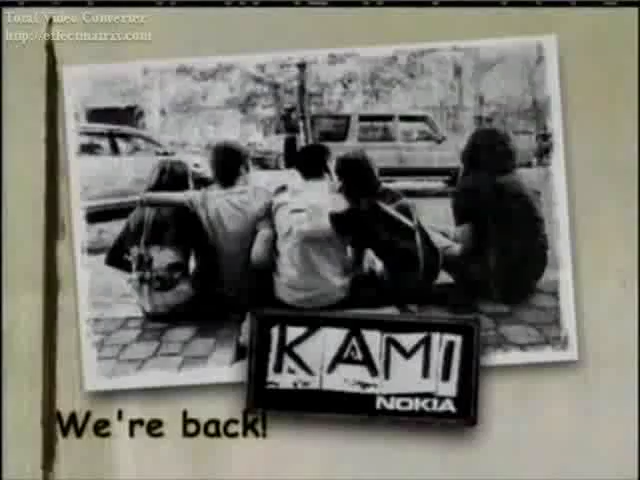 Total Video Converter
http://effectmatrix.com
KAMI
NOKIA
We're back!